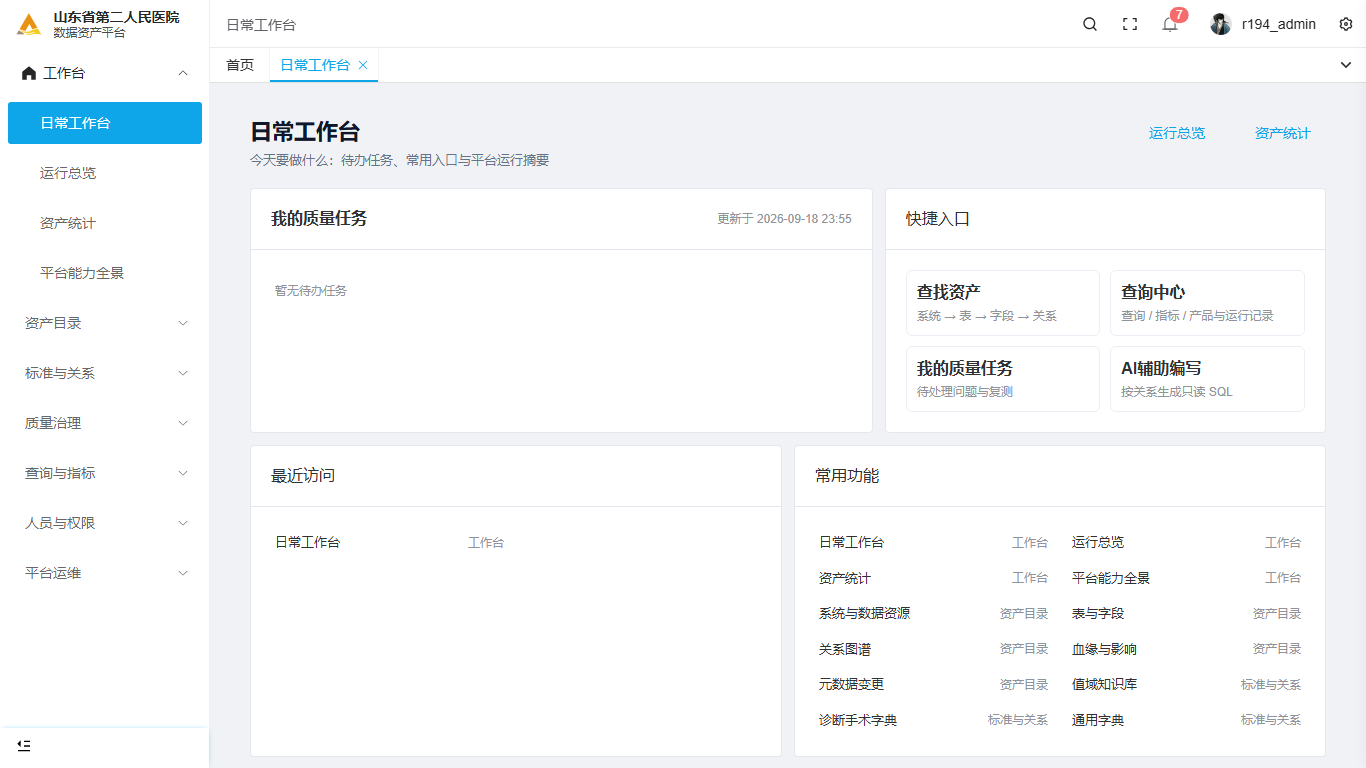 山东省第二人民医院
数据资产平台
工作台
日常工作台
运行总览
资产统计
平台能力全景
资产目录
标准与关系
质量治理
查询与指标
人员与权限
平台运维
日常工作台
7
r194_admin
首页
日常工作台
日常工作台
运行总览
资产统计
今天要做什么：待办任务、常用入口与平台运行摘要
我的质量任务
更新于 2026-09-18 23:55
暂无待办任务
快捷入口
查找资产
系统 → 表 → 字段 → 关系
查询中心
查询 / 指标 / 产品与运行记录
我的质量任务
待处理问题与复测
AI辅助编写
按关系生成只读 SQL
最近访问
日常工作台 工作台
常用功能
日常工作台 工作台 运行总览 工作台
资产统计 工作台 平台能力全景 工作台
系统与数据资源 资产目录 表与字段 资产目录
关系图谱 资产目录 血缘与影响 资产目录
元数据变更 资产目录 值域知识库 标准与关系
诊断手术字典 标准与关系 通用字典 标准与关系